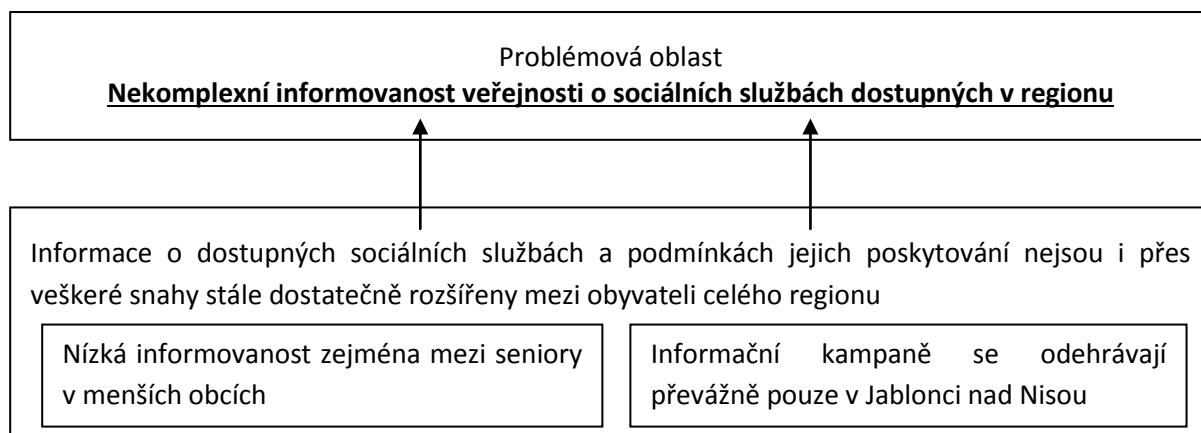 Problémová oblast
Nekomplexní informovanost veřejnosti o sociálních službách dostupných v regionu
Informace o dostupných sociálních službách a podmínkách jejich poskytování nejsou i přes
veškeré snahy stále dostatečně rozšířeny mezi obyvateli celého regionu
Nízká informovanost zejména mezi seniory
v menších obcích
Informační kampaně se odehrávají
převážně pouze v Jablonci nad Nisou